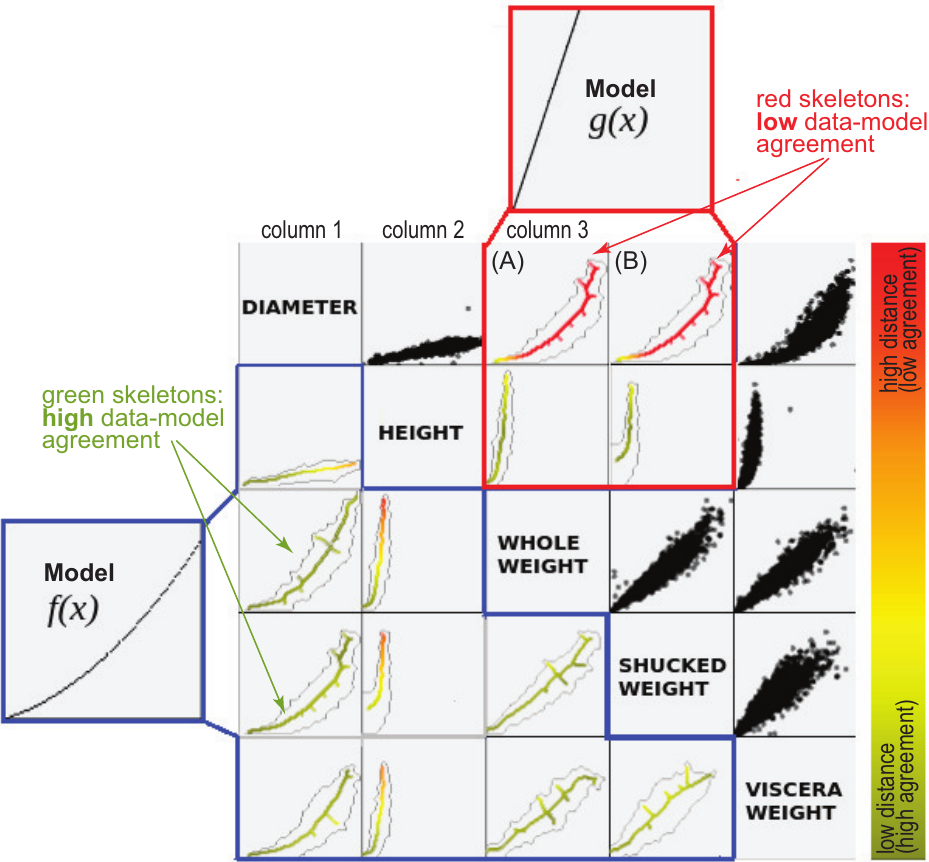 Model
g(x)
red skeletons:
low data-model
agreement
column 1
column 2
column 3
(A)
(B)
DIAMETER
high distance
(low agreement)
green skeletons:
high data-model
agreement
HEIGHT
Model
f(x)
WHOLE
WEIGHT
SHUCKED
WEIGHT
VISCERA
WEIGHT
low distance
(high agreement)